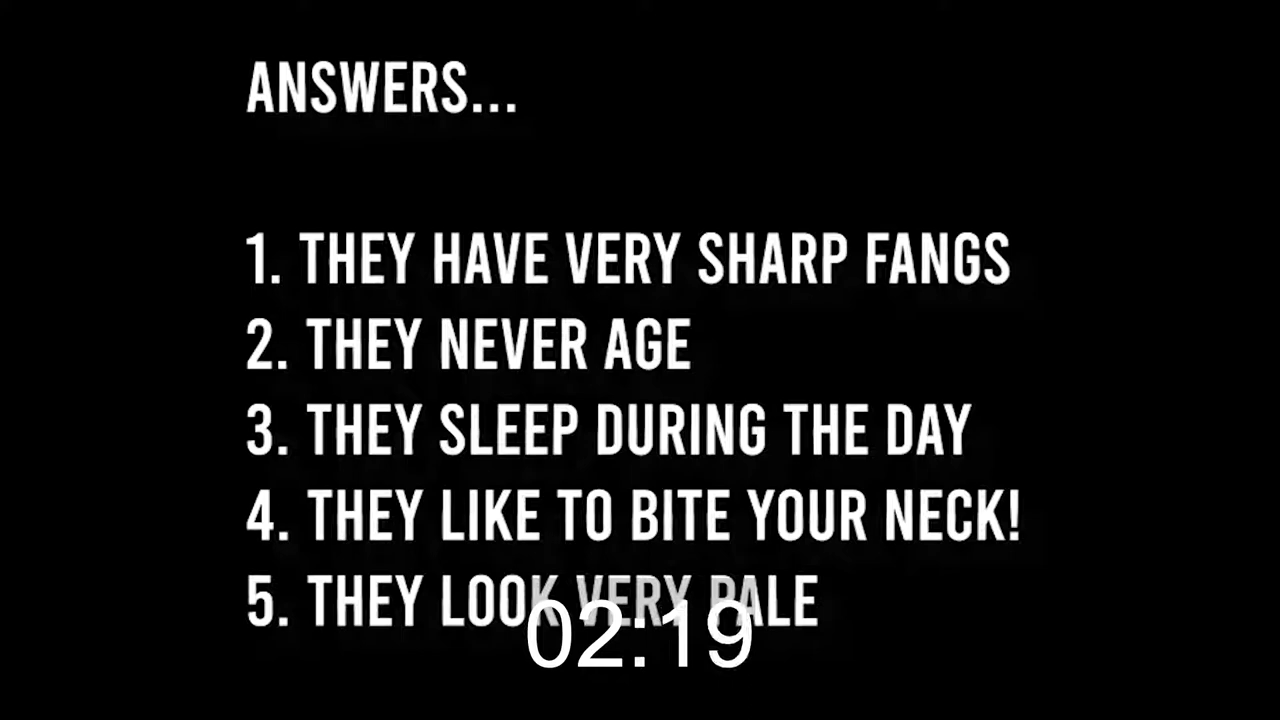 ANSWERS...
1. THEY HAVE VERY SHARP FANGS
2. THEY NEVER AGE
3. THEY SLEEP DURING THE DAY
4. THEY LIKE TO BITE YOUR NECK!
5. THEY LOOK VERY PALE
02:19